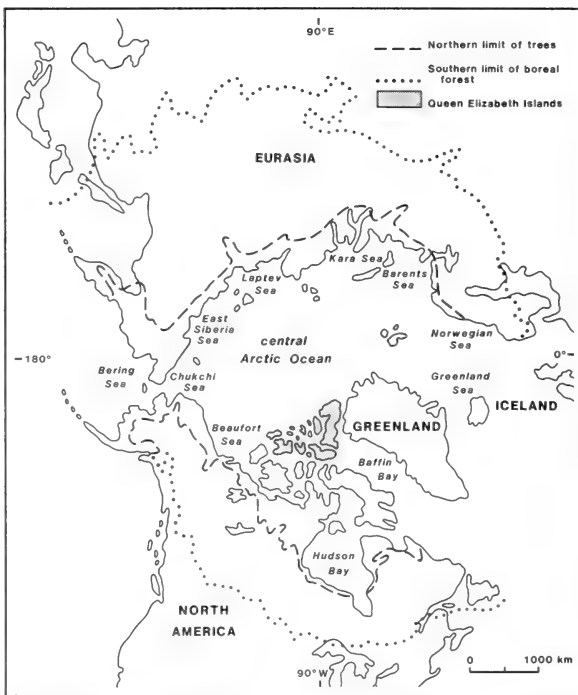 90°E
Northern limit of trees
Southern limit of boreal
forest
Queen Elizabeth Islands
EURASIA
Kara Sea
Laptev
Sea
Barents
Sea
East
Siberia
Sea
Norwegian
Sea
central
Arctic Ocean
180°
0°
Bering
Sea
Chukchi
Sea
Greenland
Sea
ICELAND
GREENLAND
Beaufort
Sea
Baffin
Bay
Hudson
Bay
NORTH
AMERICA
90°W
0 1000 km